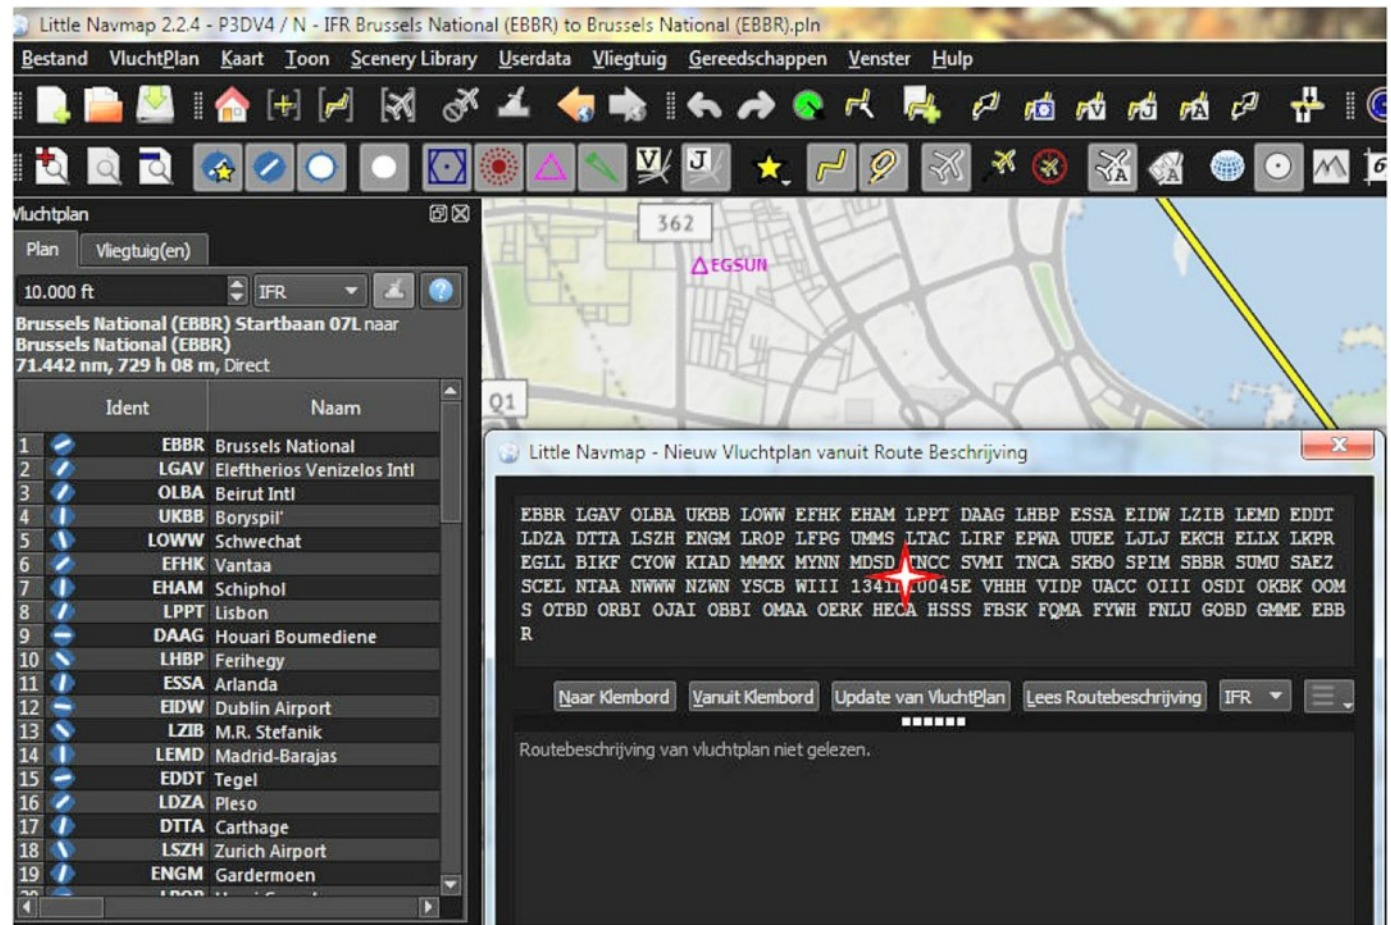 Little Navmap 2.2.4 - P3DV4 / N - IFR Brussels National (EBBR) to Brussels National (EBBR).pln
Bestand VluchtPlan Kaart Toon Scenery Library Userdata Vliegtuig Gereedschappen Venster Hulp
Vluchtplan
Plan Vliegtuig(en)
10.000 ft IFR
Brussels National (EBBR) Startbaan 07L naar
Brussels National (EBBR)
71.442 nm, 729 h 08 m, Direct
Ident Naam
1 EBBR Brussels National
2 LGAV Eleftherios Venizelos Intl
3 OLBA Beirut Intl
4 UKBB Boryspil'
5 LOWW Schwechat
6 EFHK Vantaa
7 EHAM Schiphol
8 LPPT Lisbon
9 DAAG Houari Boumediene
10 LHBP Ferihegy
11 ESSA Arlanda
12 EIDW Dublin Airport
13 LZIB M.R. Stefanik
14 LEMD Madrid-Barajas
15 EDDT Tegel
16 LDZA Pleso
17 DTTA Carthage
18 LSZH Zurich Airport
19 ENGM Gardermoen
362
EGSUN
Q1
Little Navmap - Nieuw Vluchtplan vanuit Route Beschrijving
EBBR LGAV OLBA UKBB LOWW EFHK EHAM LPPT DAAG LHBP ESSA EIDW LZIB LEMD EDDT
LDZA DTTA LSZH ENGM LROP LFPG UMMS LTAC LIRF EPWA UUEE LJLJ EKCH ELLX LKPR
EGLL BIKF CYOW KIAD MMMX MYNN MDSD TNCC SVMI TNCA SKBO SPIM SBBR SUMU SAEZ
SCEL NTAA NWWW NZWN YSCB WIII VHHH VIDP UACC OIII OSDI OKBK OOM
S OTBD ORBI OJAI OBBI OMAA OERK HECA HSSS FBSK FQMA FYWH FNLU GOBD GMME EBB
R
Naar Klembord Vanuit Klembord Update van VluchtPlan Lees Routebeschrijving IFR
Routebeschrijving van vluchtplan niet gelezen.